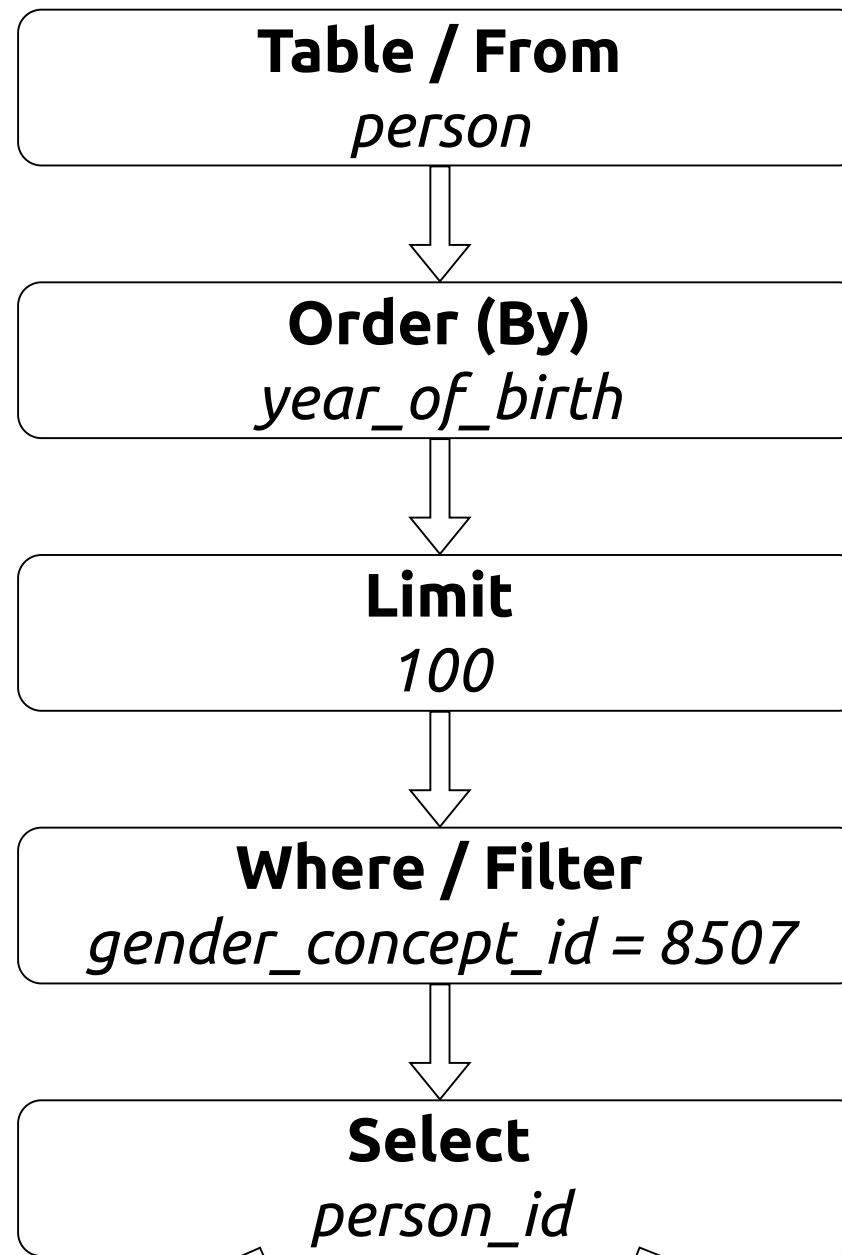 Table / From
person
Order (By)
year_of_birth
Limit
100
Where / Filter
gender_concept_id = 8507
Select
person_id